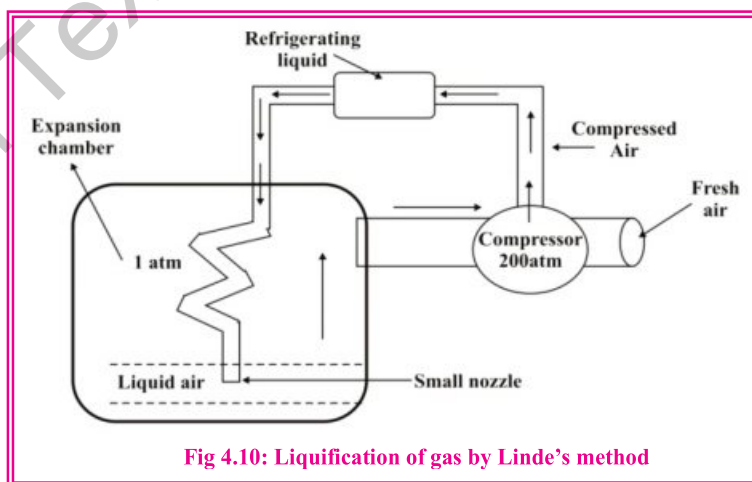 Refrigerating
liquid
Expansion
chamber
Compressed
Air
Fresh
air
Compressor
200atm
1 atm
Liquid air
Small nozzle
Fig 4.10: Liquification of gas by Linde's method